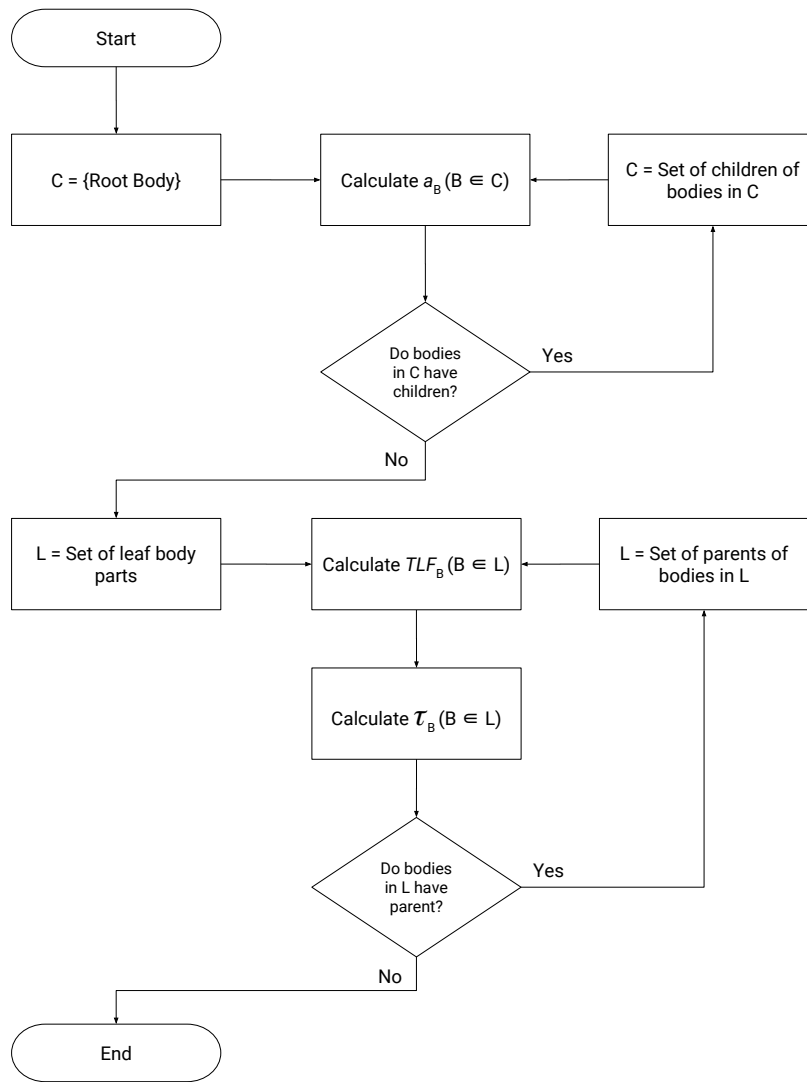 Start
C = {Root Body}
Calculate a_B (B ∈ C)
C = Set of children of
bodies in C
Do bodies
in C have
children?
Yes
No
L = Set of leaf body
parts
Calculate TLF_B (B ∈ L)
L = Set of parents of
bodies in L
Calculate 𝝉_B (B ∈ L)
Do bodies
in L have
parent?
Yes
No
End